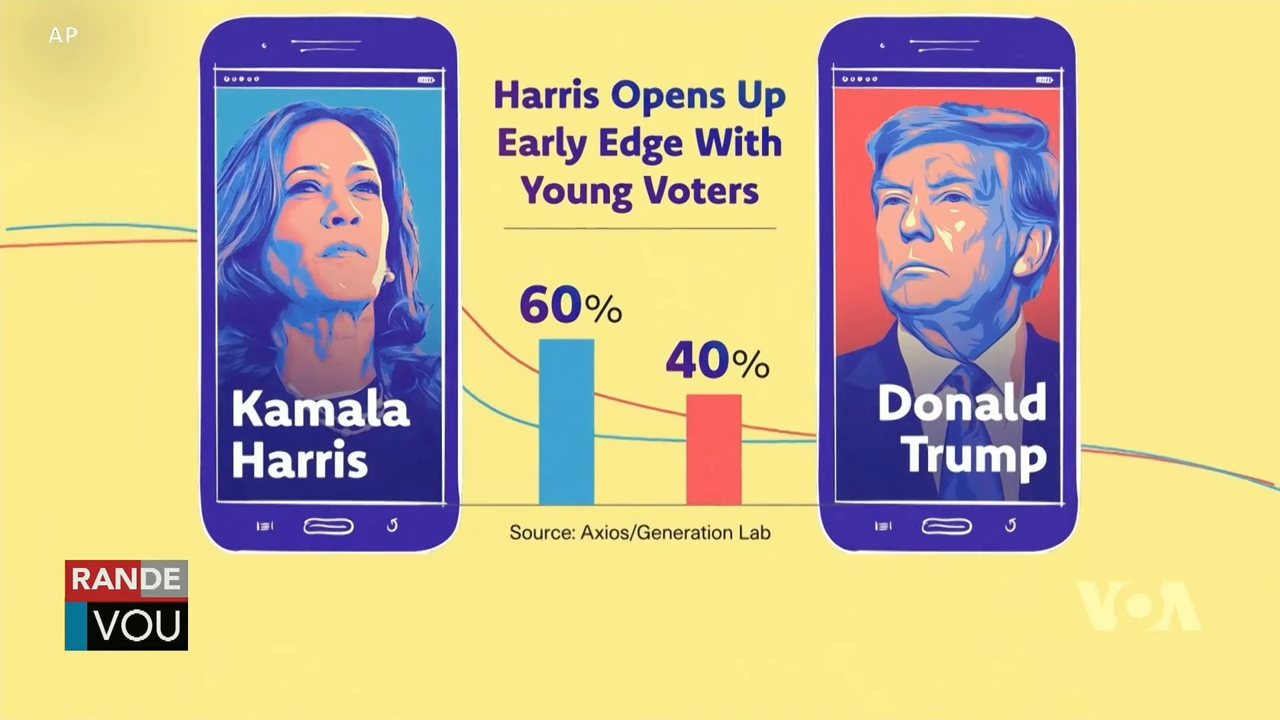 AP
Harris Opens Up
Early Edge With
Young Voters
60%
40%
Kamala
Harris
Donald
Trump
Source: Axios/Generation Lab
RANDE
VOU
VOA